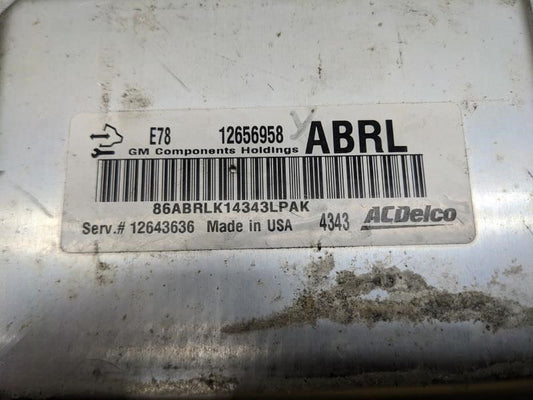 E78 12656958 ABRL
GM Components Holdings
86ABRLK14343LPAK
Serv.# 12643636 Made in USA 4343 ACDelco